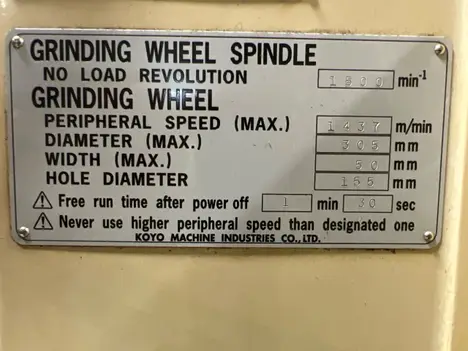 GRINDING WHEEL SPINDLE
NO LOAD REVOLUTION 1500 min-1
GRINDING WHEEL
PERIPHERAL SPEED (MAX.) 1437 m/min
DIAMETER (MAX.) 305 mm
WIDTH (MAX.) 50 mm
HOLE DIAMETER 155 mm
⚠ Free run time after power off 1 min 30 sec
⚠ Never use higher peripheral speed than designated one
KOYO MACHINE INDUSTRIES CO., LTD.